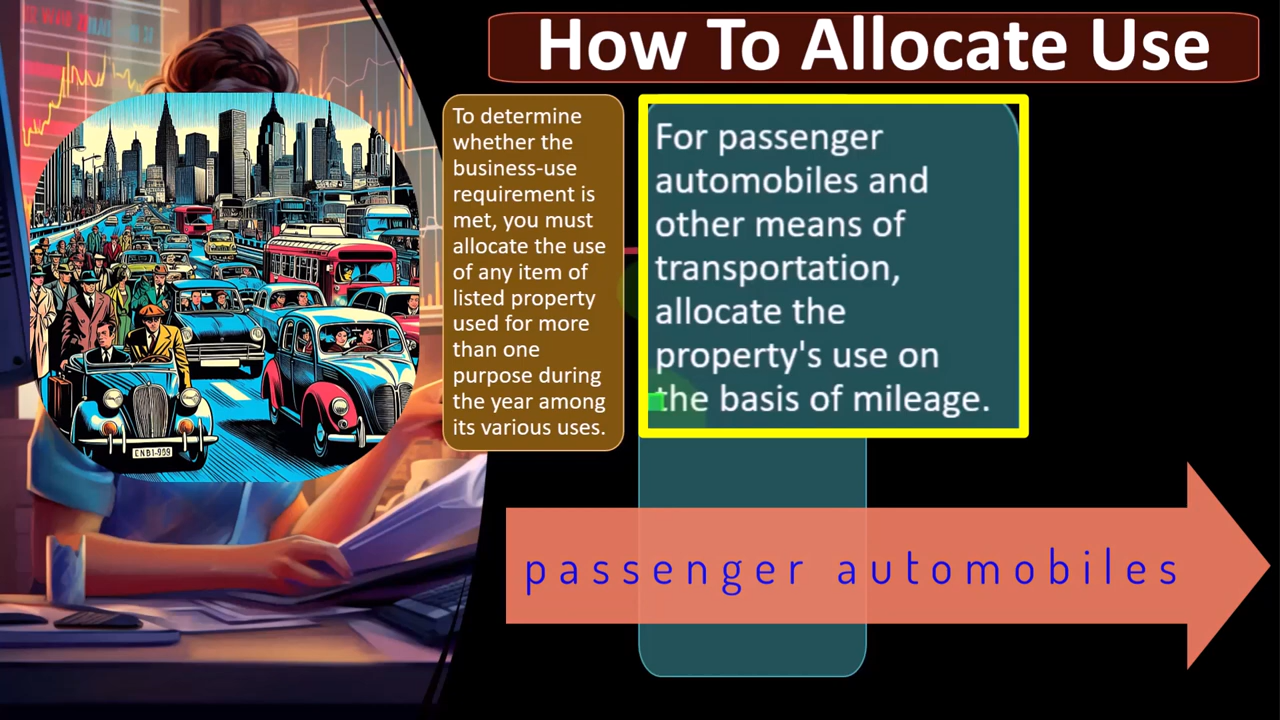 How To Allocate Use
To determine
whether the
business-use
requirement is
met, you must
allocate the use
of any item of
listed property
used for more
than one
purpose during
the year among
its various uses.
For passenger
automobiles and
other means of
transportation,
allocate the
property's use on
the basis of mileage.
passenger automobiles